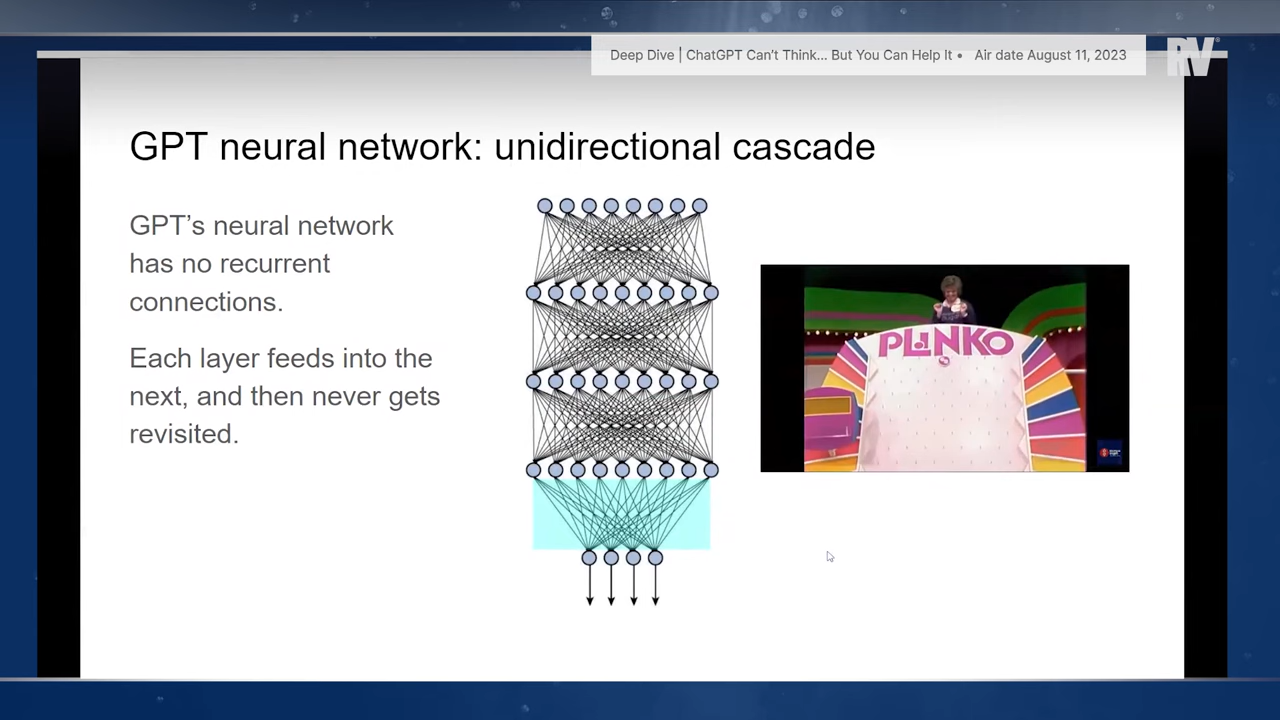 Deep Dive | ChatGPT Can't Think... But You Can Help It • Air date August 11, 2023
RV
GPT neural network: unidirectional cascade
GPT's neural network
has no recurrent
connections.
Each layer feeds into the
next, and then never gets
revisited.
PLINKO